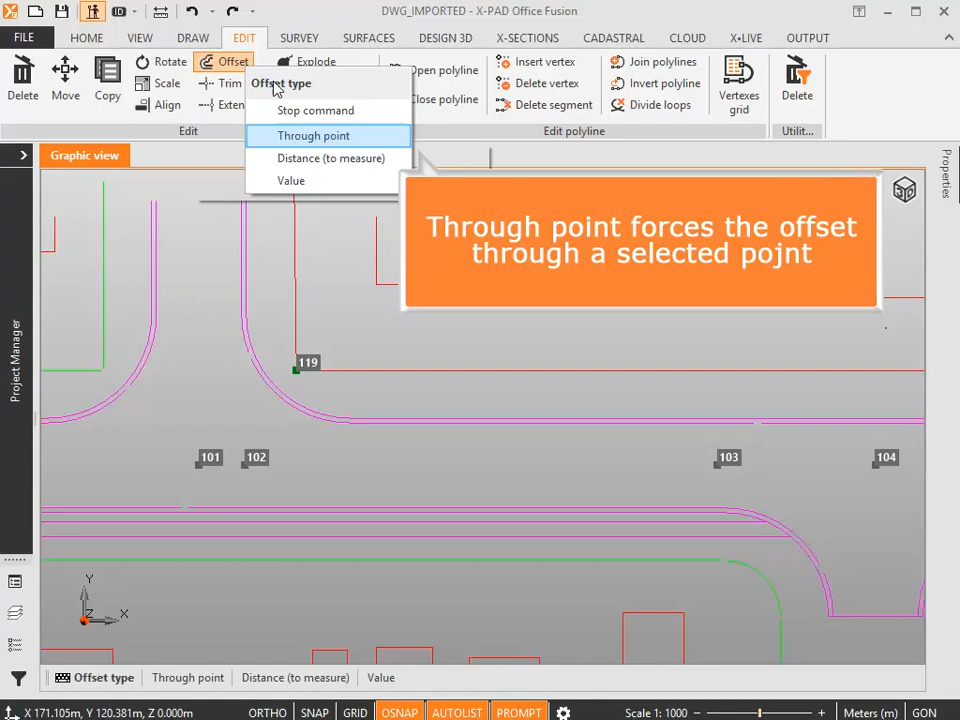 DWG_IMPORTED - X-PAD Office Fusion
FILE HOME VIEW DRAW EDIT SURVEY SURFACES DESIGN 3D X-SECTIONS CADASTRAL CLOUD X•LIVE OUTPUT
Delete Move Copy
Rotate Offset Explode
Scale Trim
Align Exten
Open polyline
Close polyline
Insert vertex Join polylines
Delete vertex Invert polyline
Delete segment Divide loops
Vertexes
grid
Delete
Edit Edit polyline Utilit...
Offset type
Stop command
Through point
Distance (to measure)
Value
Graphic view
Properties
Project Manager
Through point forces the offset
through a selected pojnt
119
101 102 103 104
Y
Z X
Offset type Through point Distance (to measure) Value
X 171.105m, Y 120.381m, Z 0.000m ORTHO SNAP GRID OSNAP AUTOLIST PROMPT Scale 1: 1000 Meters (m) GON